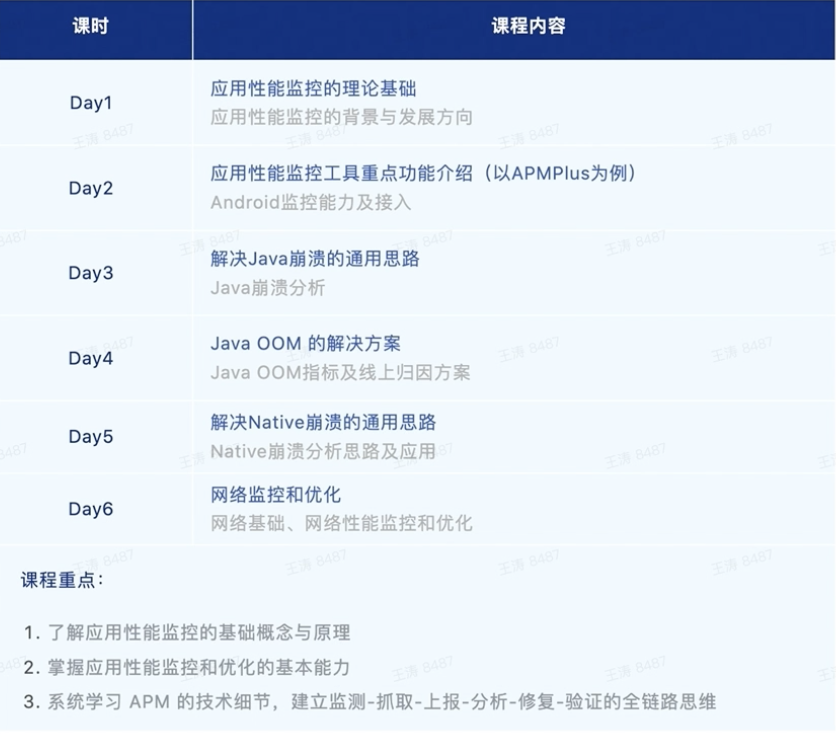 课时
课程内容
Day1
应用性能监控的理论基础
应用性能监控的背景与发展方向
Day2
应用性能监控工具重点功能介绍（以APMPlus为例）
Android监控能力及接入
Day3
解决Java崩溃的通用思路
Java崩溃分析
Day4
Java OOM 的解决方案
Java OOM指标及线上归因方案
Day5
解决Native崩溃的通用思路
Native崩溃分析思路及应用
Day6
网络监控和优化
网络基础、网络性能监控和优化
课程重点：
1. 了解应用性能监控的基础概念与原理
2. 掌握应用性能监控和优化的基本能力
3. 系统学习 APM 的技术细节，建立监测-抓取-上报-分析-修复-验证的全链路思维
王涛 8487